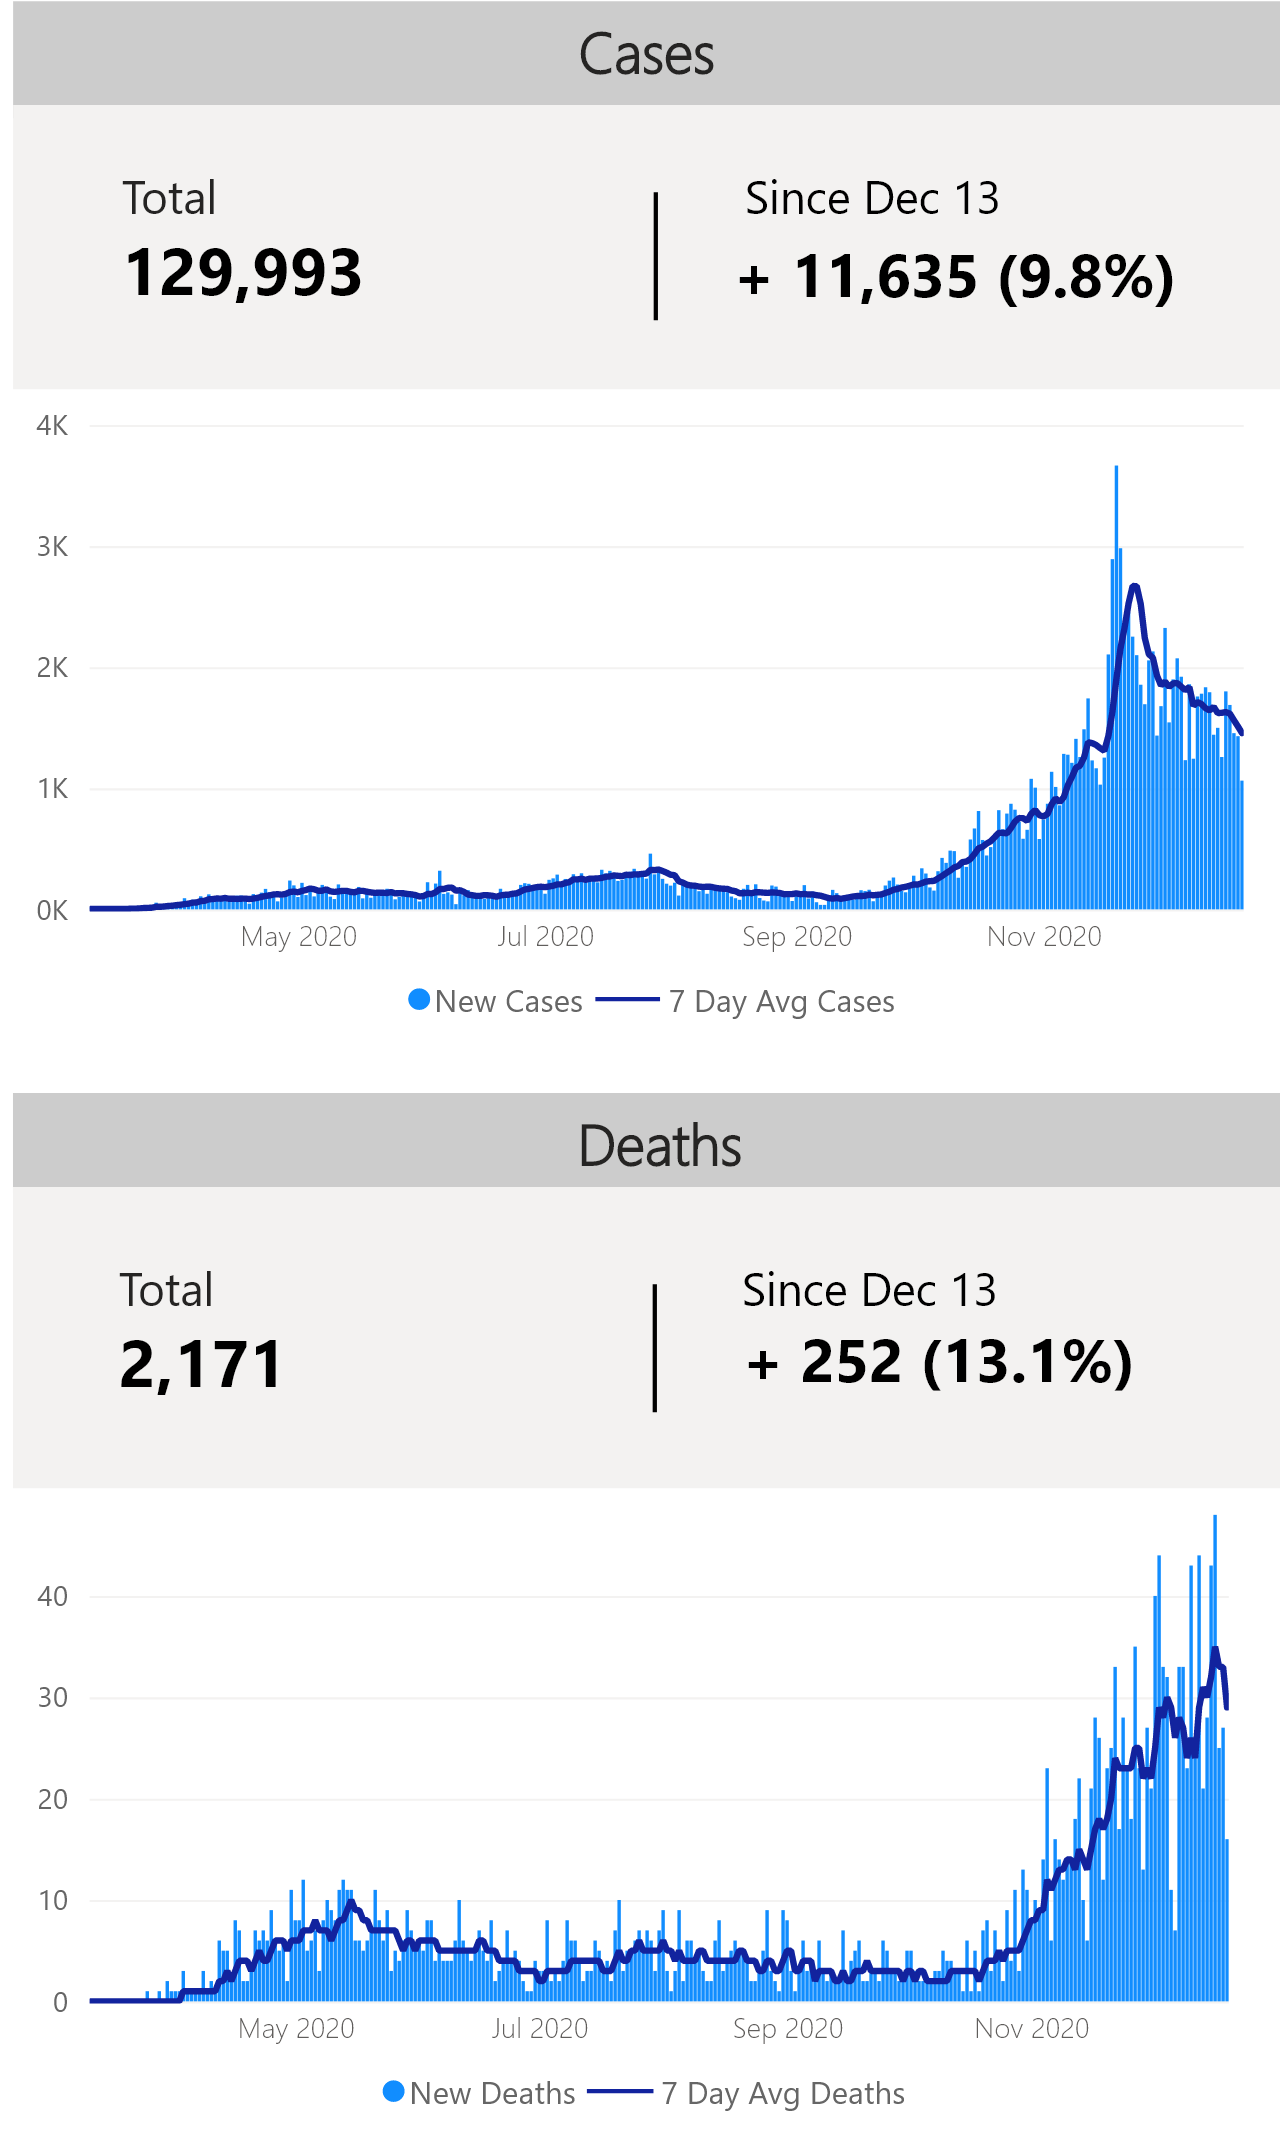 Cases
Total
Since Dec 13
129,993
+ 11,635 (9.8%)
4K
3K
2K
1K
0K
May 2020
Jul 2020
Sep 2020
Nov 2020
New Cases
7 Day Avg Cases
Deaths
Total
Since Dec 13
2,171
+ 252 (13.1%)
40
30
20
10
0
May 2020
Jul 2020
Sep 2020
Nov 2020
New Deaths
7 Day Avg Deaths